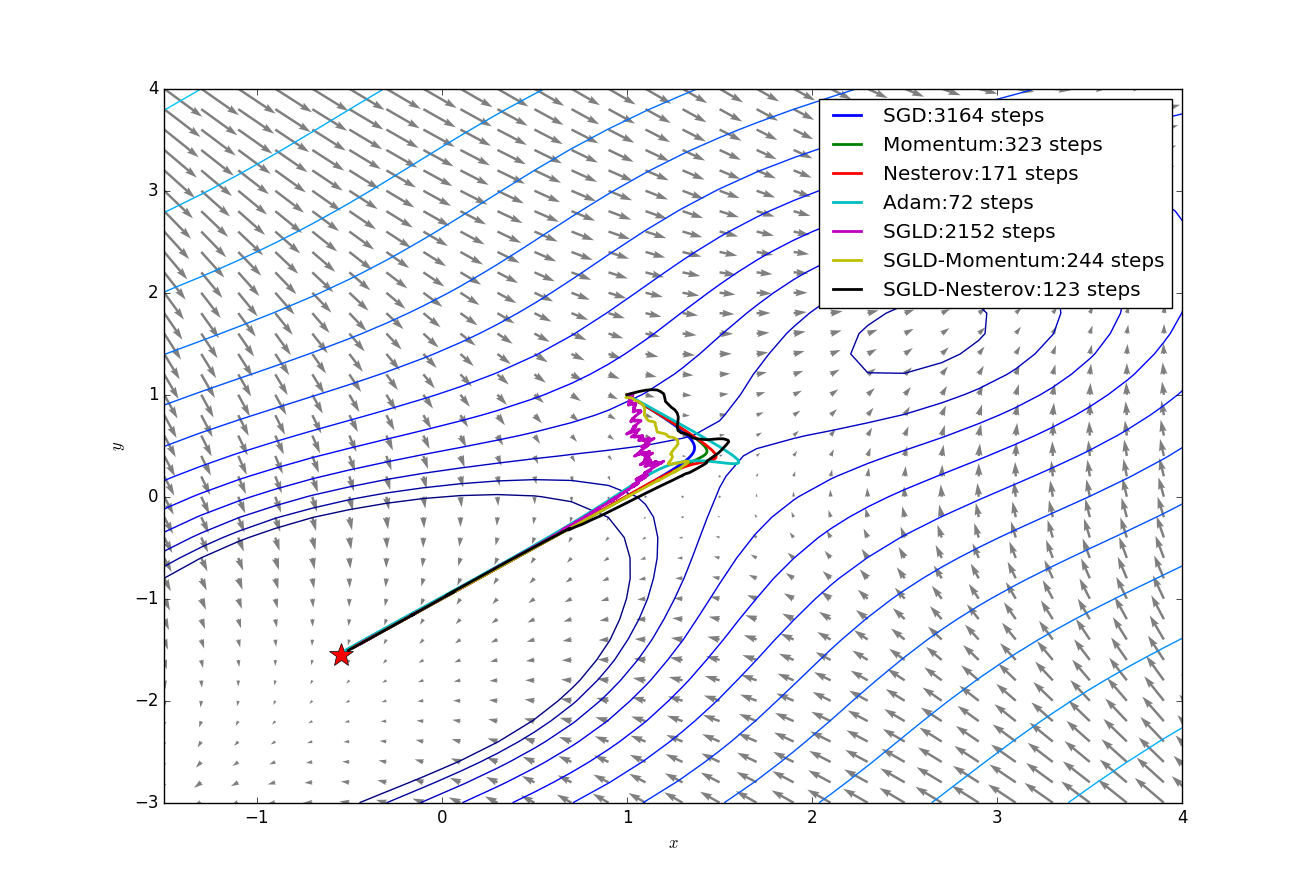 4
3
2
1
0
−1
−2
−3
y
−1
0
1
2
3
4
x
SGD:3164 steps
Momentum:323 steps
Nesterov:171 steps
Adam:72 steps
SGLD:2152 steps
SGLD-Momentum:244 steps
SGLD-Nesterov:123 steps